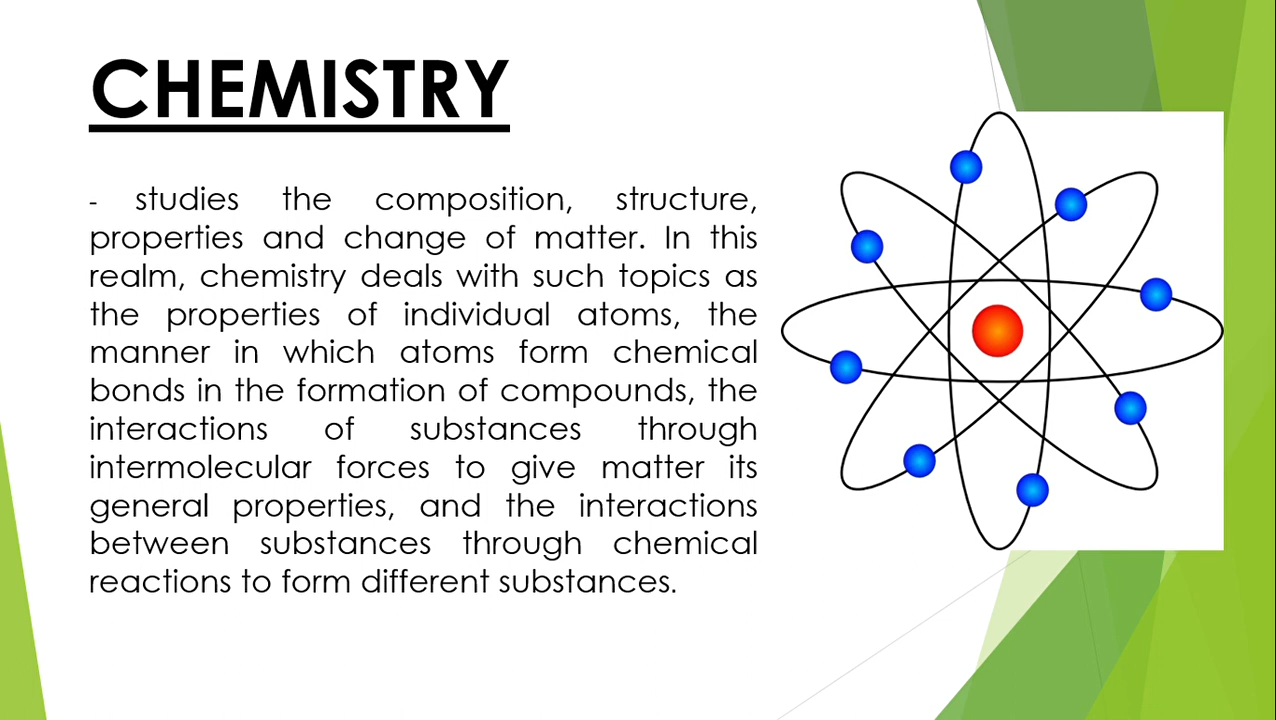 CHEMISTRY
- studies the composition, structure,
properties and change of matter. In this
realm, chemistry deals with such topics as
the properties of individual atoms, the
manner in which atoms form chemical
bonds in the formation of compounds, the
interactions of substances through
intermolecular forces to give matter its
general properties, and the interactions
between substances through chemical
reactions to form different substances.